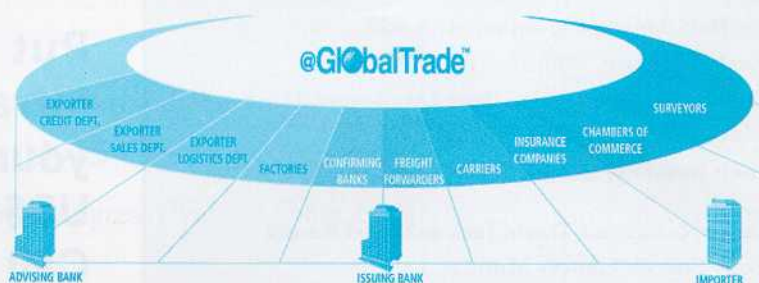 @GlobalTrade™
EXPORTER
CREDIT DEPT.
EXPORTER
SALES DEPT.
EXPORTER
LOGISTICS DEPT.
FACTORIES
CONFIRMING
BANKS
FREIGHT
FORWARDERS
CARRIERS
INSURANCE
COMPANIES
CHAMBERS OF
COMMERCE
SURVEYORS
ADVISING BANK
ISSUING BANK
IMPORTER